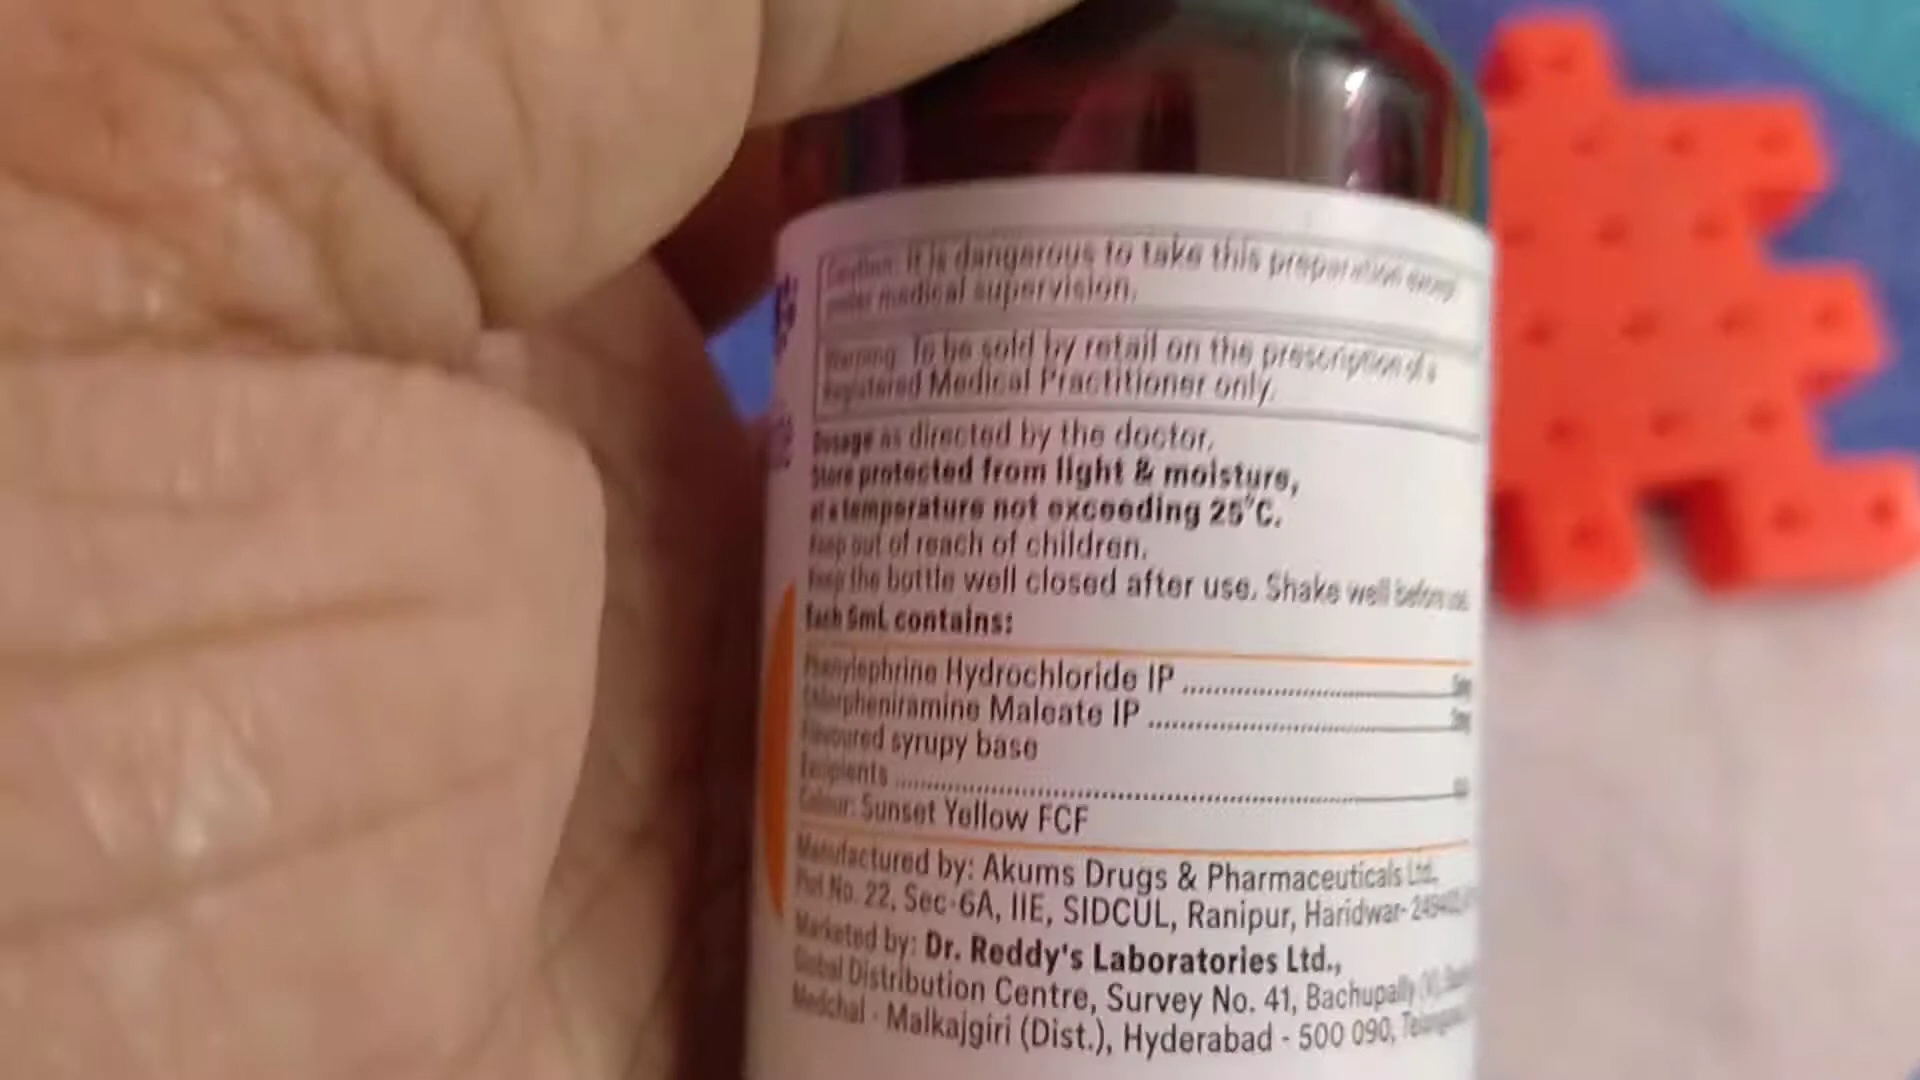 Caution: It is dangerous to take this preparation except
under medical supervision.
Warning: To be sold by retail on the prescription of a
Registered Medical Practitioner only.
Dosage as directed by the doctor.
Store protected from light & moisture,
at a temperature not exceeding 25°C.
Keep out of reach of children.
Keep the bottle well closed after use. Shake well before use.
Each 5mL contains:
Phenylephrine Hydrochloride IP ........ 5mg
Chlorpheniramine Maleate IP ........ 2mg
Flavoured syrupy base
Excipients ........
Colour: Sunset Yellow FCF
Manufactured by: Akums Drugs & Pharmaceuticals Ltd.
Plot No. 22, Sec-6A, IIE, SIDCUL, Ranipur, Haridwar-
Marketed by: Dr. Reddy's Laboratories Ltd.,
Global Distribution Centre, Survey No. 41, Bachupally (V),
Medchal - Malkajgiri (Dist.), Hyderabad - 500 090,